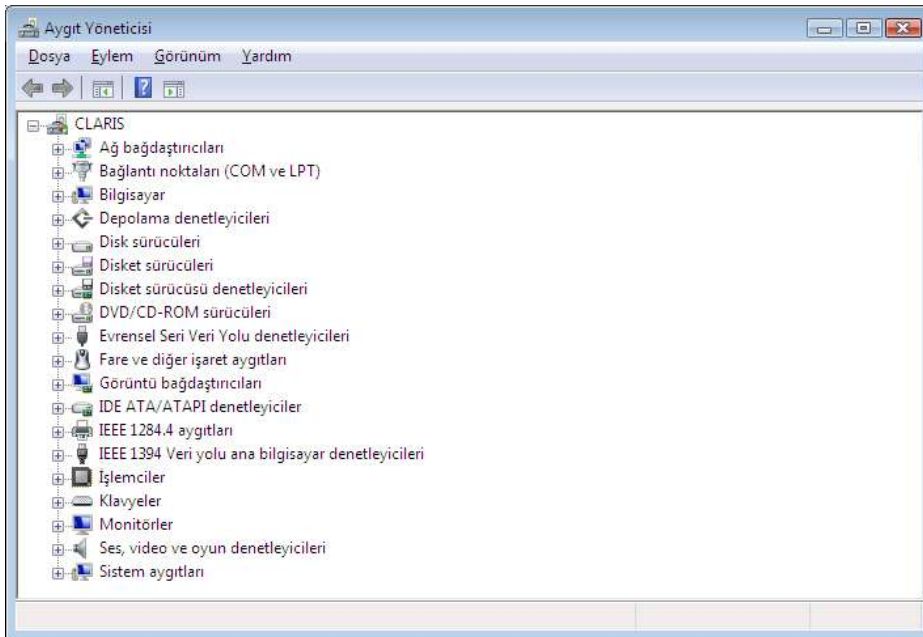 Aygıt Yöneticisi
Dosya Eylem Görünüm Yardım
CLARIS
Ağ bağdaştırıcıları
Bağlantı noktaları (COM ve LPT)
Bilgisayar
Depolama denetleyicileri
Disk sürücüleri
Disket sürücüleri
Disket sürücüsü denetleyicileri
DVD/CD-ROM sürücüleri
Evrensel Seri Veri Yolu denetleyicileri
Fare ve diğer işaret aygıtları
Görüntü bağdaştırıcıları
IDE ATA/ATAPI denetleyiciler
IEEE 1284.4 aygıtları
IEEE 1394 Veri yolu ana bilgisayar denetleyicileri
İşlemciler
Klavyeler
Monitörler
Ses, video ve oyun denetleyicileri
Sistem aygıtları